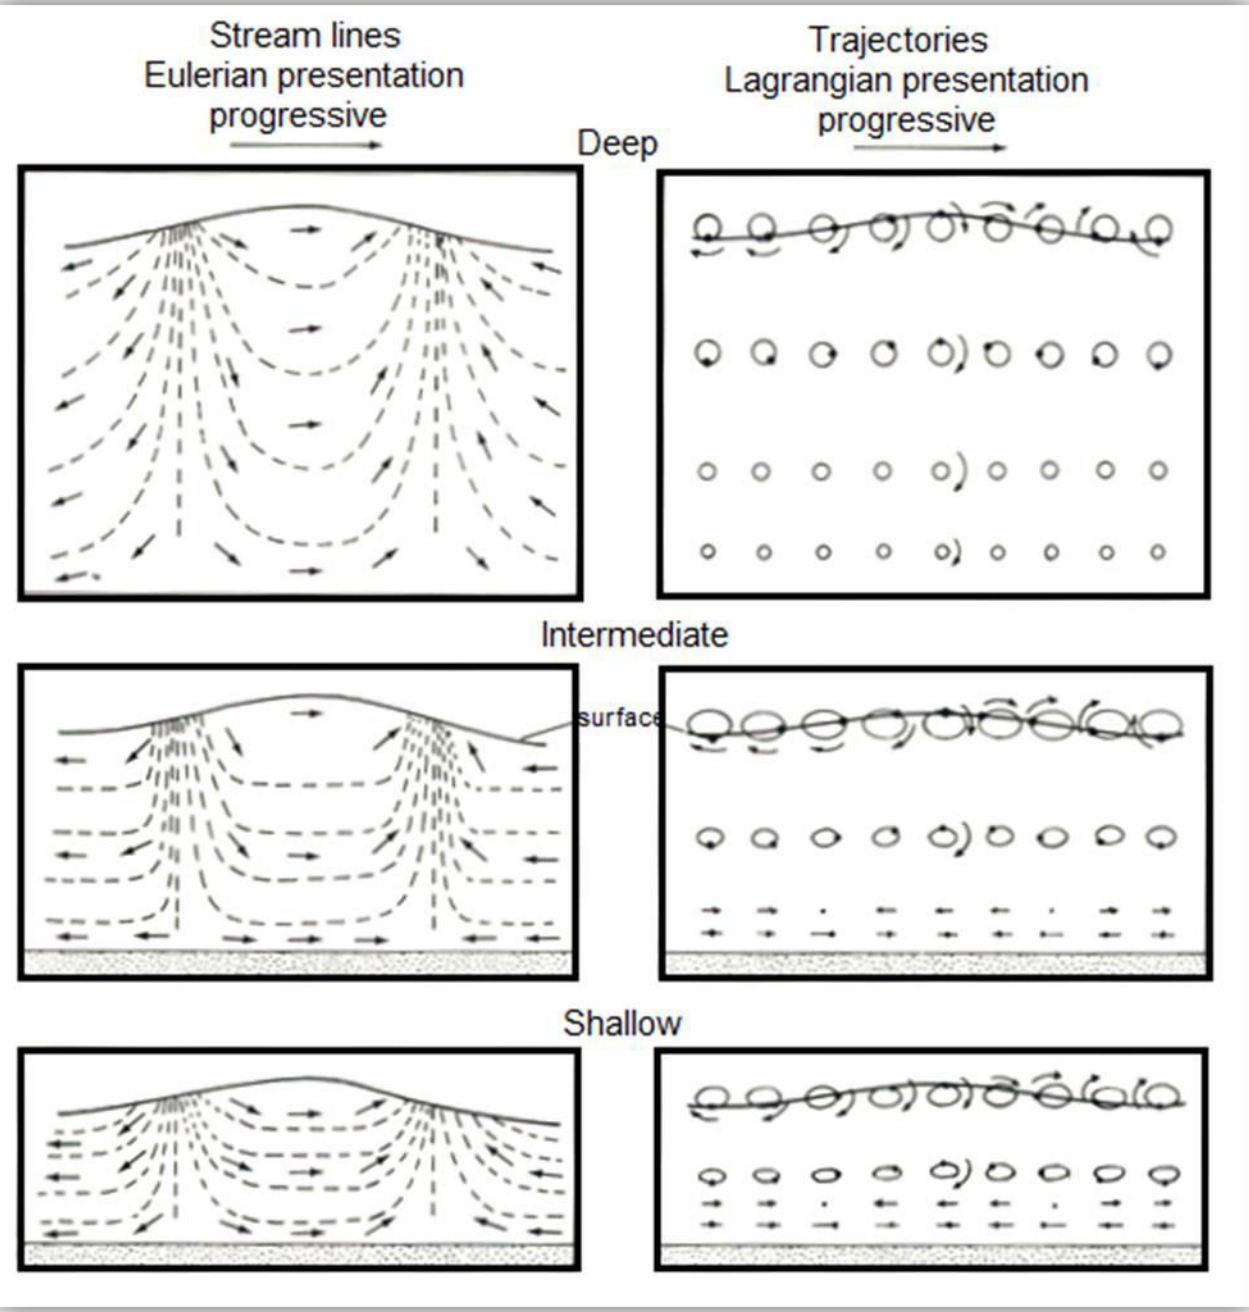 Stream lines
Eulerian presentation
progressive
Trajectories
Lagrangian presentation
progressive
Deep
Intermediate
surface
Shallow